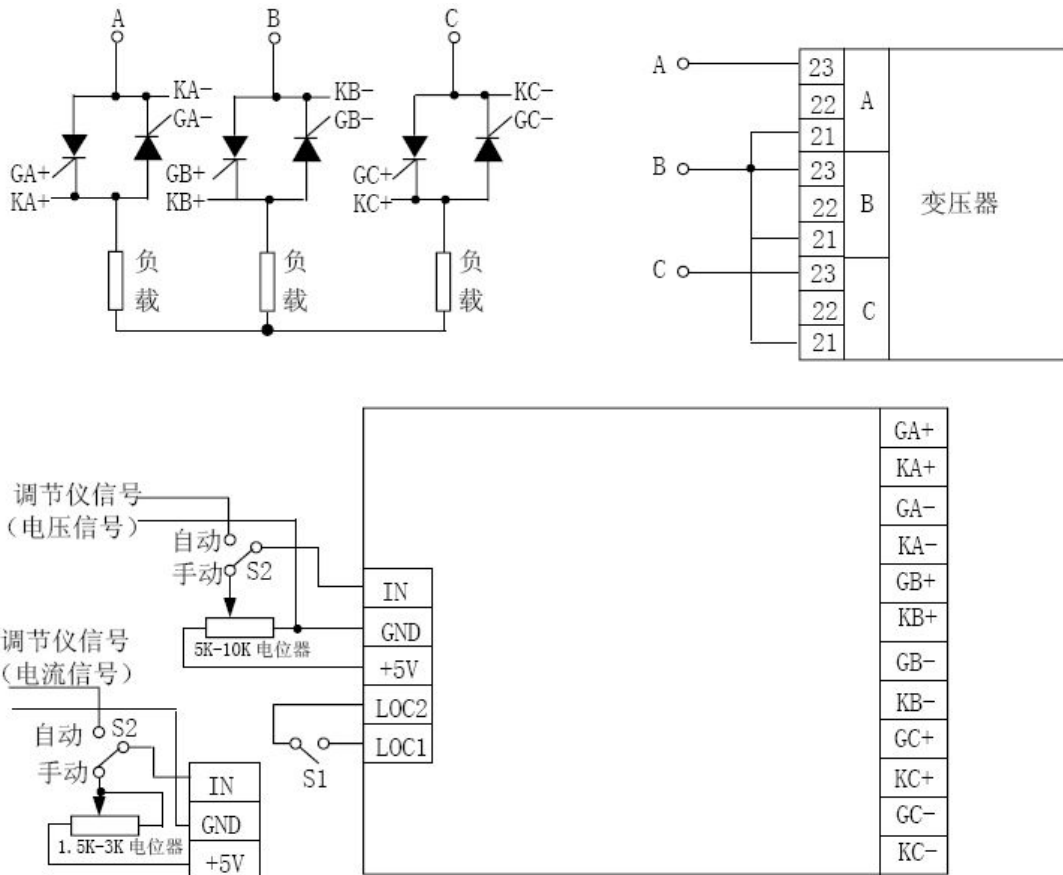 A
B
C
KA-
GA-
GA+
KA+
KB-
GB-
GB+
KB+
KC-
GC-
GC+
KC+
负载
负载
负载
A
B
C
23
22
21
23
22
21
23
22
21
A
B
C
变压器
调节仪信号
（电压信号）
自动
手动
S2
5K-10K 电位器
IN
GND
+5V
LOC2
LOC1
S1
调节仪信号
（电流信号）
自动
手动
S2
1.5K-3K 电位器
IN
GND
+5V
GA+
KA+
GA-
KA-
GB+
KB+
GB-
KB-
GC+
KC+
GC-
KC-